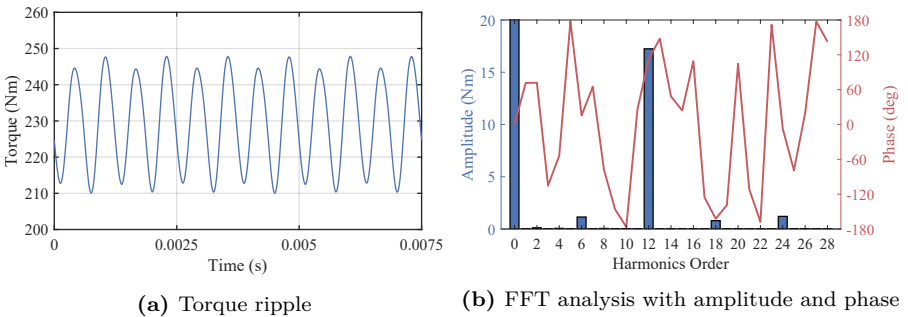 260
250
240
230
220
210
200
Torque (Nm)
0
0.0025
0.005
0.0075
Time (s)
(a) Torque ripple
20
15
10
5
0
Amplitude (Nm)
180
120
60
0
-60
-120
-180
Phase (deg)
0 2 4 6 8 10 12 14 16 18 20 22 24 26 28
Harmonics Order
(b) FFT analysis with amplitude and phase